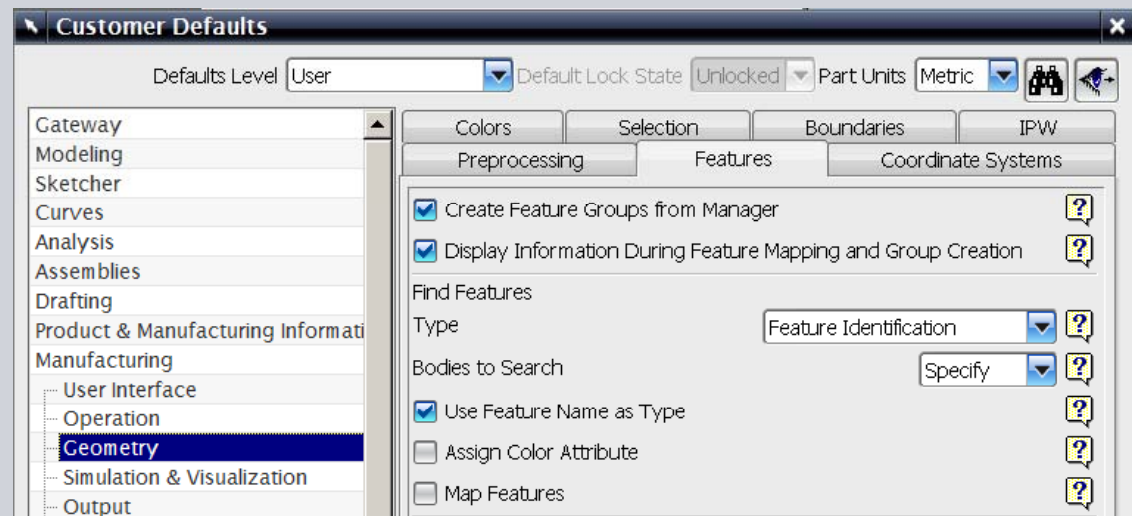 Customer Defaults
Defaults Level User Default Lock State Unlocked Part Units Metric
Gateway
Modeling
Sketcher
Curves
Analysis
Assemblies
Drafting
Product & Manufacturing Informati
Manufacturing
User Interface
Operation
Geometry
Simulation & Visualization
Output
Colors Selection Boundaries IPW
Preprocessing Features Coordinate Systems
Create Feature Groups from Manager ?
Display Information During Feature Mapping and Group Creation ?
Find Features
Type Feature Identification ?
Bodies to Search Specify ?
Use Feature Name as Type ?
Assign Color Attribute ?
Map Features ?